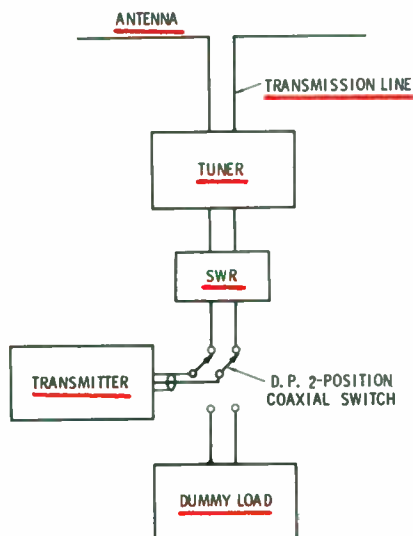 ANTENNA
TRANSMISSION LINE
TUNER
SWR
TRANSMITTER
D.P. 2-POSITION
COAXIAL SWITCH
DUMMY LOAD